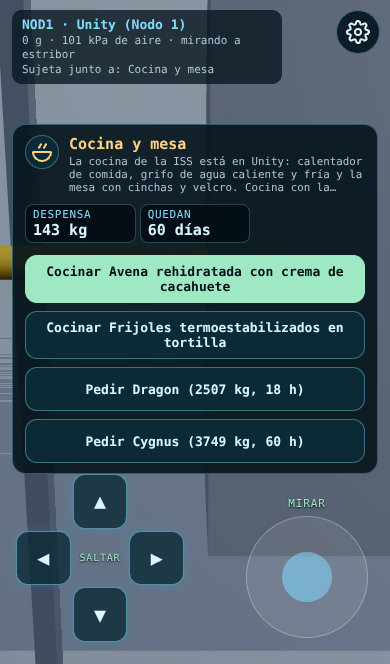 NOD1 · Unity (Nodo 1)
0 g · 101 kPa de aire · mirando a
estribor
Sujeta junto a: Cocina y mesa
Cocina y mesa
La cocina de la ISS está en Unity: calentador
de comida, grifo de agua caliente y fría y la
mesa con cinchas y velcro. Cocina con la…
DESPENSA
143 kg
QUEDAN
60 días
Cocinar Avena rehidratada con crema de
cacahuete
Cocinar Frijoles termoestabilizados en
tortilla
Pedir Dragon (2507 kg, 18 h)
Pedir Cygnus (3749 kg, 60 h)
SALTAR
MIRAR